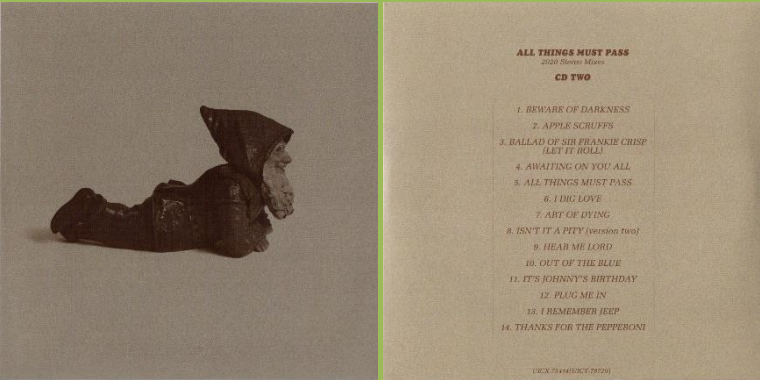 ALL THINGS MUST PASS
2020 Stereo Mixes
CD TWO
1. BEWARE OF DARKNESS
2. APPLE SCRUFFS
3. BALLAD OF SIR FRANKIE CRISP
(LET IT ROLL)
4. AWAITING ON YOU ALL
5. ALL THINGS MUST PASS
6. I DIG LOVE
7. ART OF DYING
8. ISN'T IT A PITY (version two)
9. HEAR ME LORD
10. OUT OF THE BLUE
11. IT'S JOHNNY'S BIRTHDAY
12. PLUG ME IN
13. I REMEMBER JEEP
14. THANKS FOR THE PEPPERONI